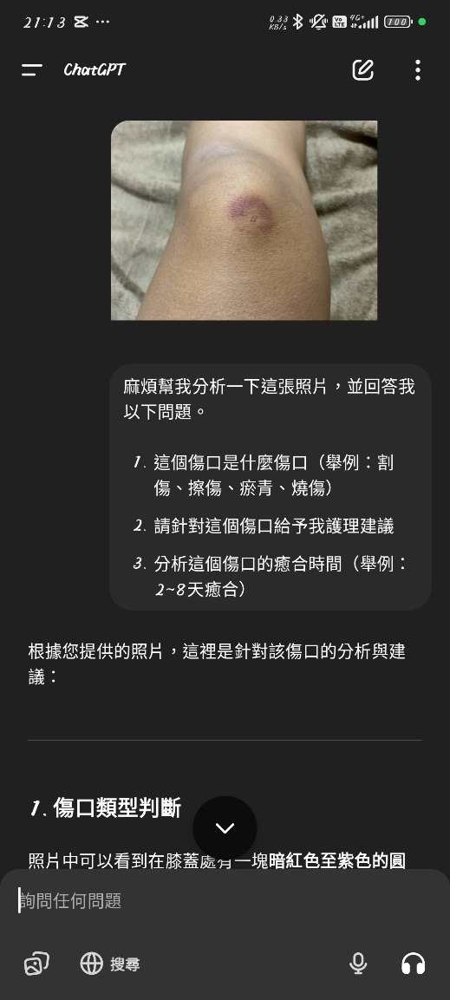 21:13 ...
0.33 KB/s Vo LTE 4G+ 100
ChatGPT
麻煩幫我分析一下這張照片，並回答我
以下問題。
1. 這個傷口是什麼傷口（舉例：割
傷、擦傷、瘀青、燒傷）
2. 請針對這個傷口給予我護理建議
3. 分析這個傷口的癒合時間（舉例：
2~8天癒合）
根據您提供的照片，這裡是針對該傷口的分析與建
議：
1. 傷口類型判斷
照片中可以看到在膝蓋處有一塊暗紅色至紫色的圓
詢問任何問題
搜尋